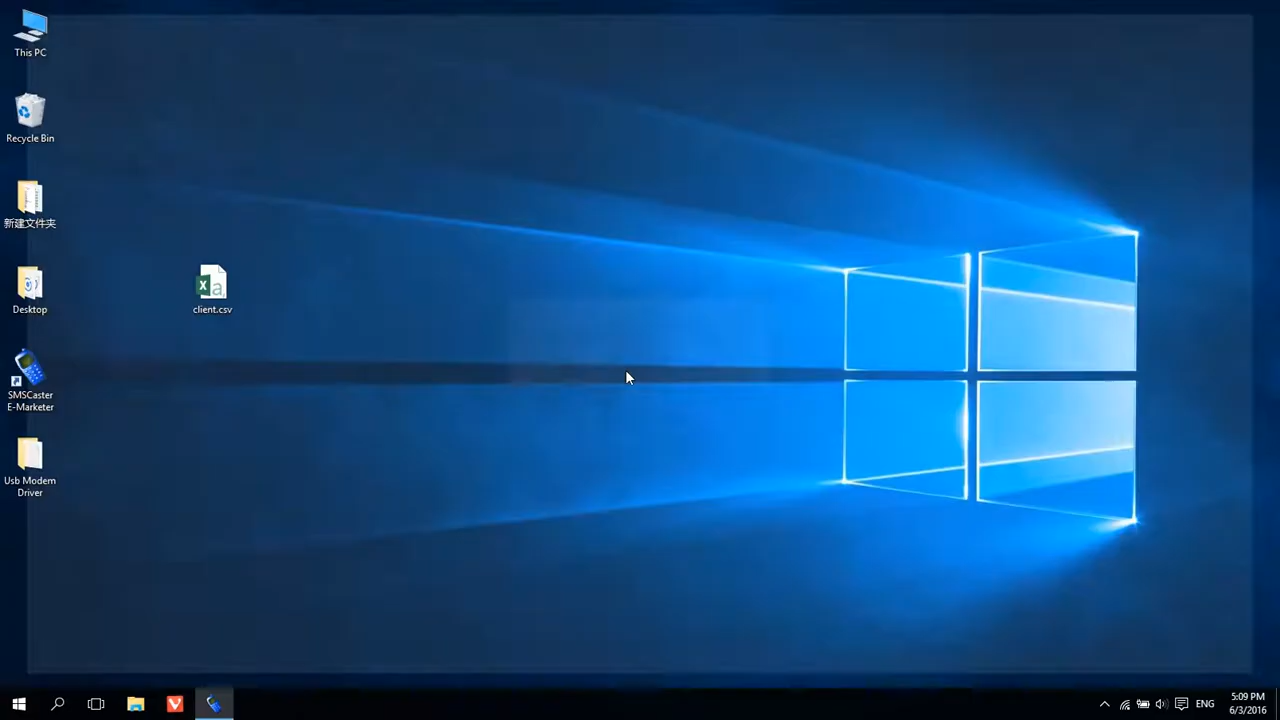 This PC
Recycle Bin
新建文件夹
Desktop
client.csv
SMSCaster
E-Marketer
Usb Modem
Driver
ENG
5:09 PM
6/3/2016